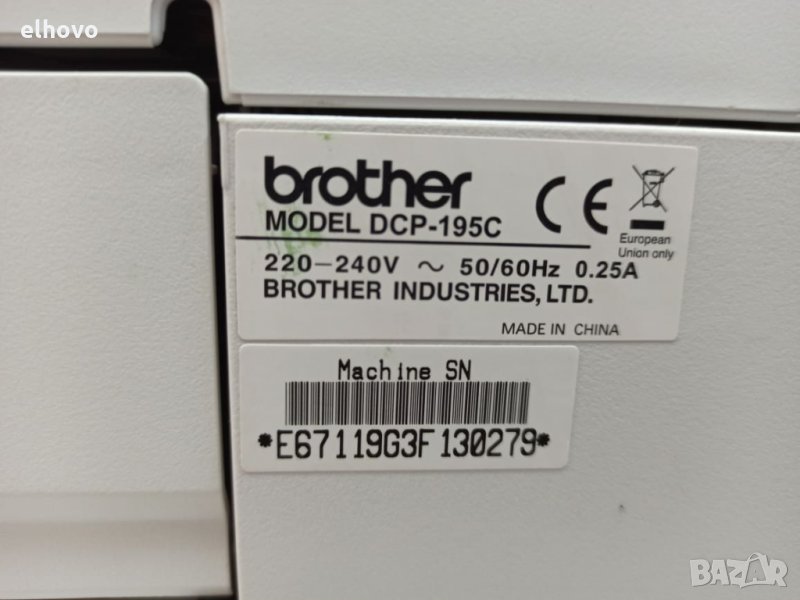 elhovo
brother
MODEL DCP-195C
CE
European
Union only
220-240V ~ 50/60Hz 0.25A
BROTHER INDUSTRIES, LTD.
MADE IN CHINA
Machine SN
*E67119G3F130279*
BAZAR